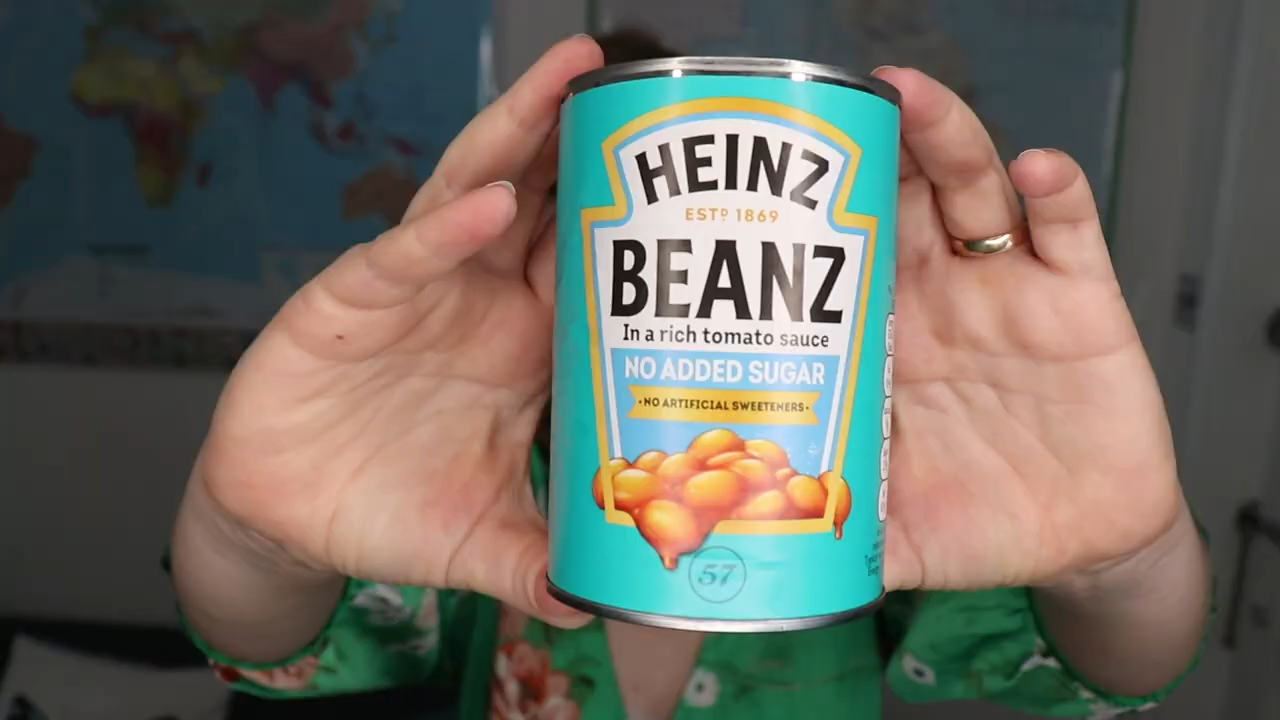 HEINZ
ESTD 1869
BEANZ
In a rich tomato sauce
NO ADDED SUGAR
• NO ARTIFICIAL SWEETENERS •
57